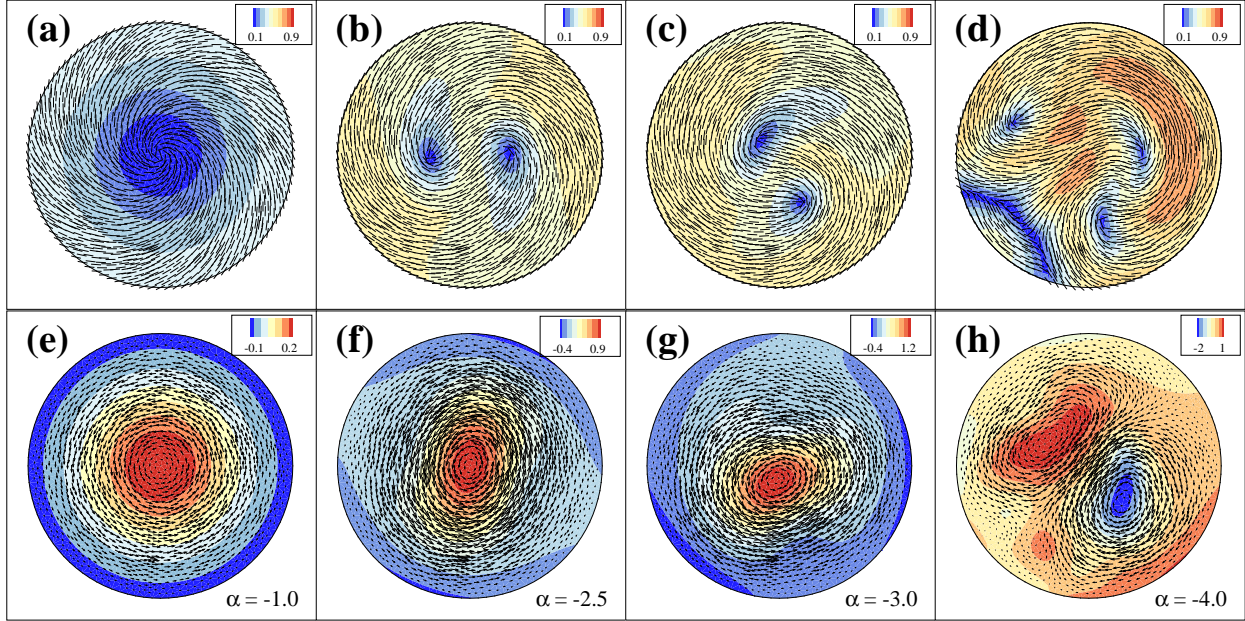 (a) (b) (c) (d)
0.1 0.9 0.1 0.9 0.1 0.9 0.1 0.9
(e) (f) (g) (h)
-0.1 0.2 -0.4 0.9 -0.4 1.2 -2 1
α = -1.0 α = -2.5 α = -3.0 α = -4.0